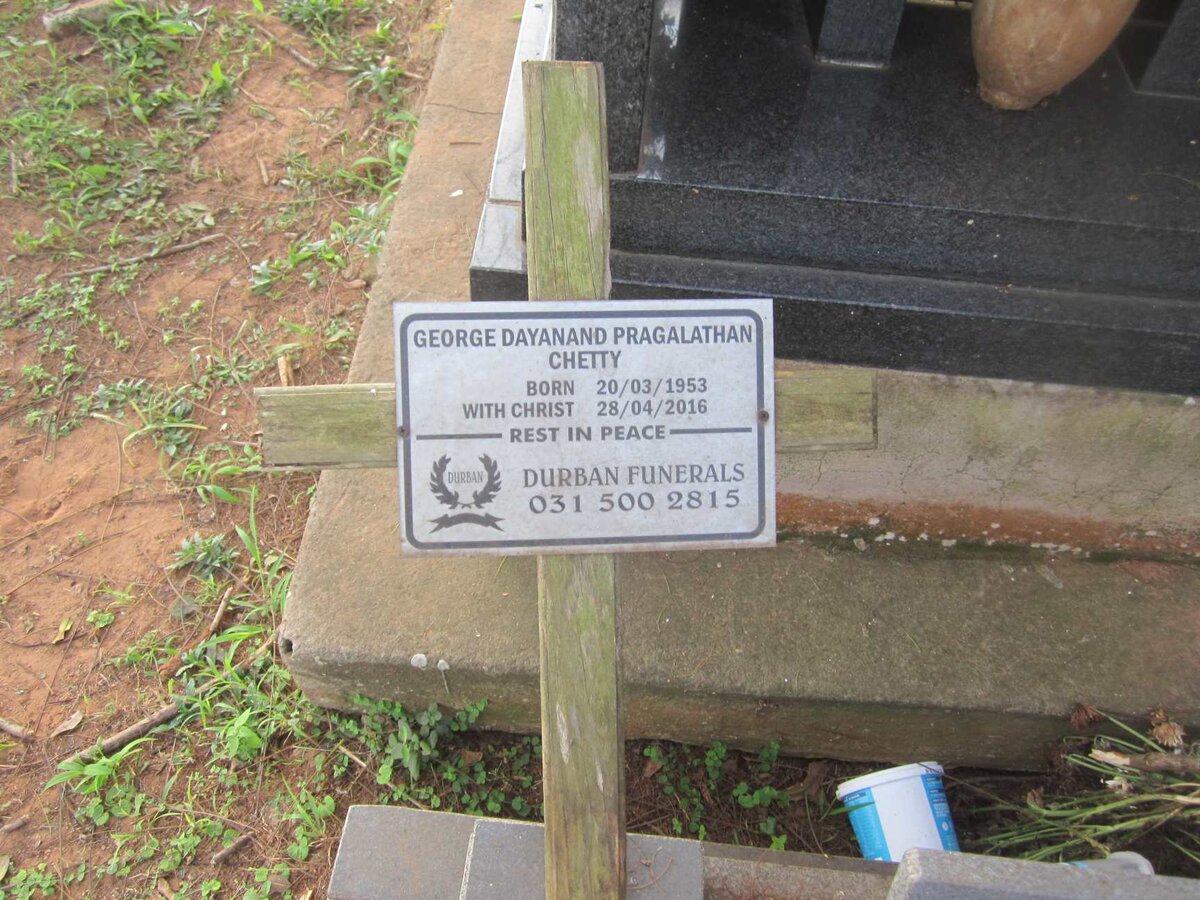 GEORGE DAYANAND PRAGALATHAN
CHETTY
BORN 20/03/1953
WITH CHRIST 28/04/2016
REST IN PEACE
DURBAN
DURBAN FUNERALS
031 500 2815